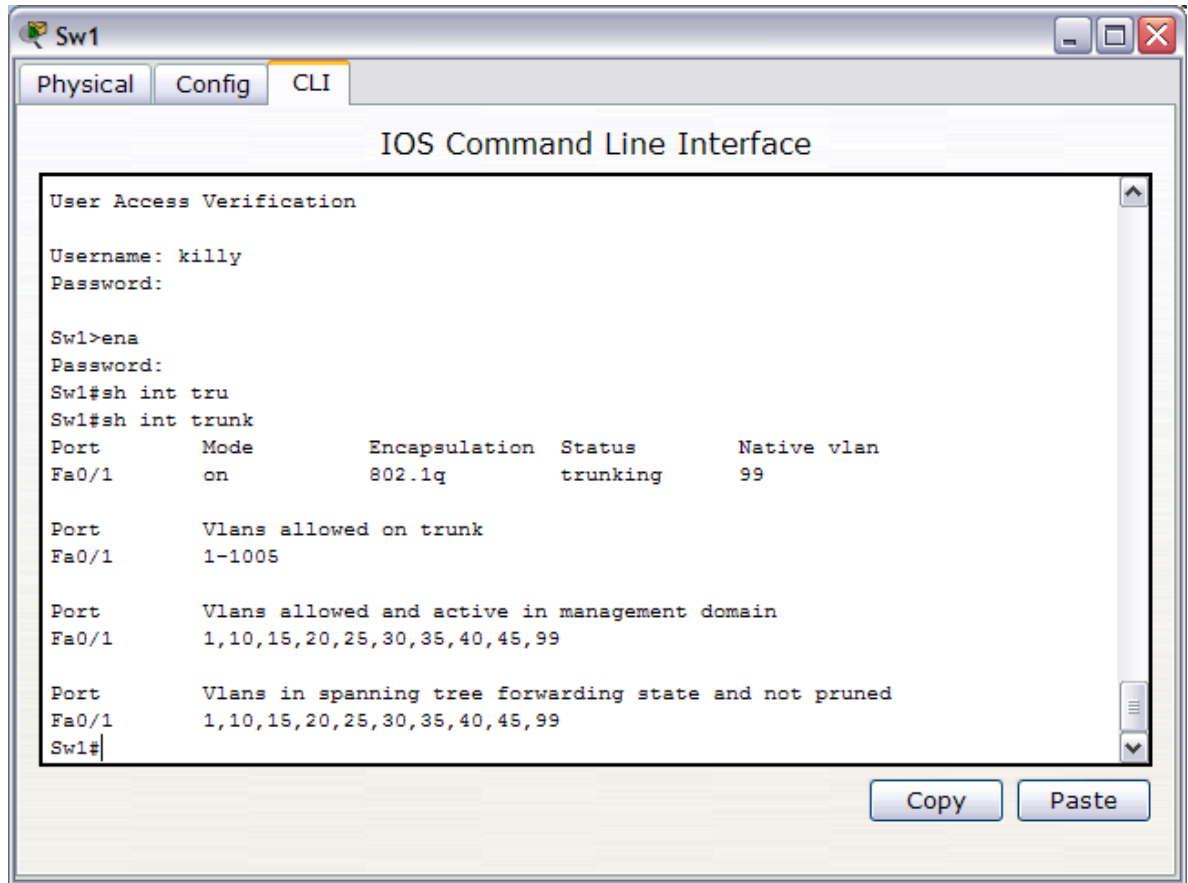 Sw1
Physical Config CLI
IOS Command Line Interface
User Access Verification
Username: killy
Password:
Sw1>ena
Password:
Sw1#sh int tru
Sw1#sh int trunk
Port Mode Encapsulation Status Native vlan
Fa0/1 on 802.1q trunking 99
Port Vlans allowed on trunk
Fa0/1 1-1005
Port Vlans allowed and active in management domain
Fa0/1 1,10,15,20,25,30,35,40,45,99
Port Vlans in spanning tree forwarding state and not pruned
Fa0/1 1,10,15,20,25,30,35,40,45,99
Sw1#
Copy Paste